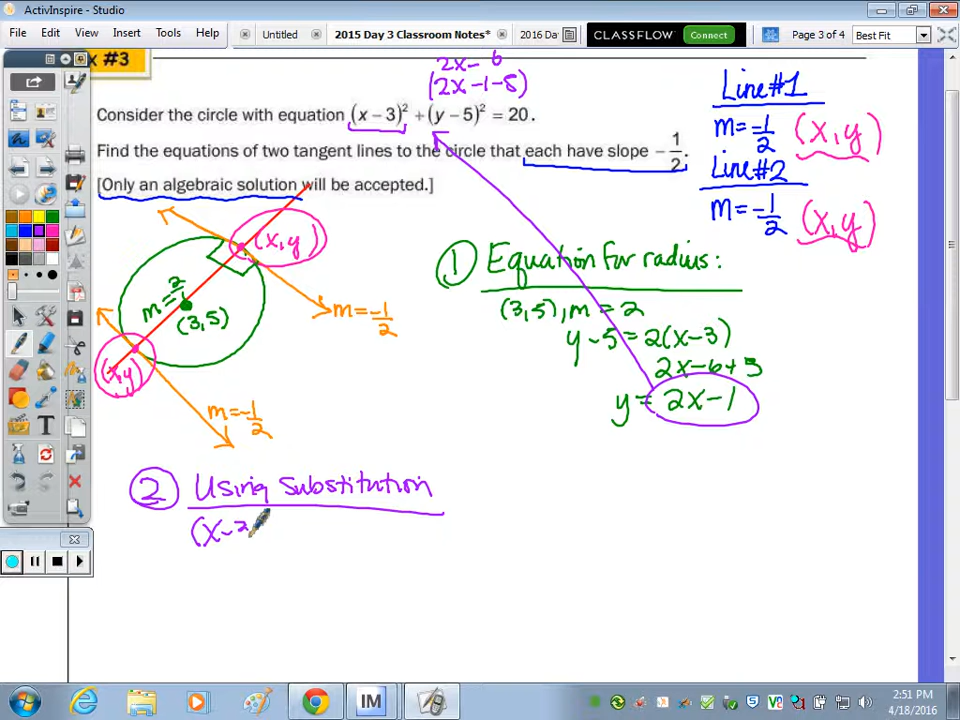 ActivInspire - Studio
File Edit View Insert Tools Help
Untitled
2015 Day 3 Classroom Notes*
2016 Day
CLASSFLOW
Connect
Page 3 of 4
Best Fit
x #3
2x - 6
(2x -1-5)
Consider the circle with equation (x – 3)² + (y – 5)² = 20.
Find the equations of two tangent lines to the circle that each have slope –1/2.
[Only an algebraic solution will be accepted.]
Line#1
m = -1/2 (x,y)
Line#2
m = -1/2 (x,y)
(x,y)
m = 2/1
(3,5)
m = -1/2
(x,y)
m = -1/2
① Equation for radius:
(3,5), m = 2
y - 5 = 2(x-3)
2x-6+5
y = 2x-1
② Using Substitution
(x-3
2:51 PM
4/18/2016